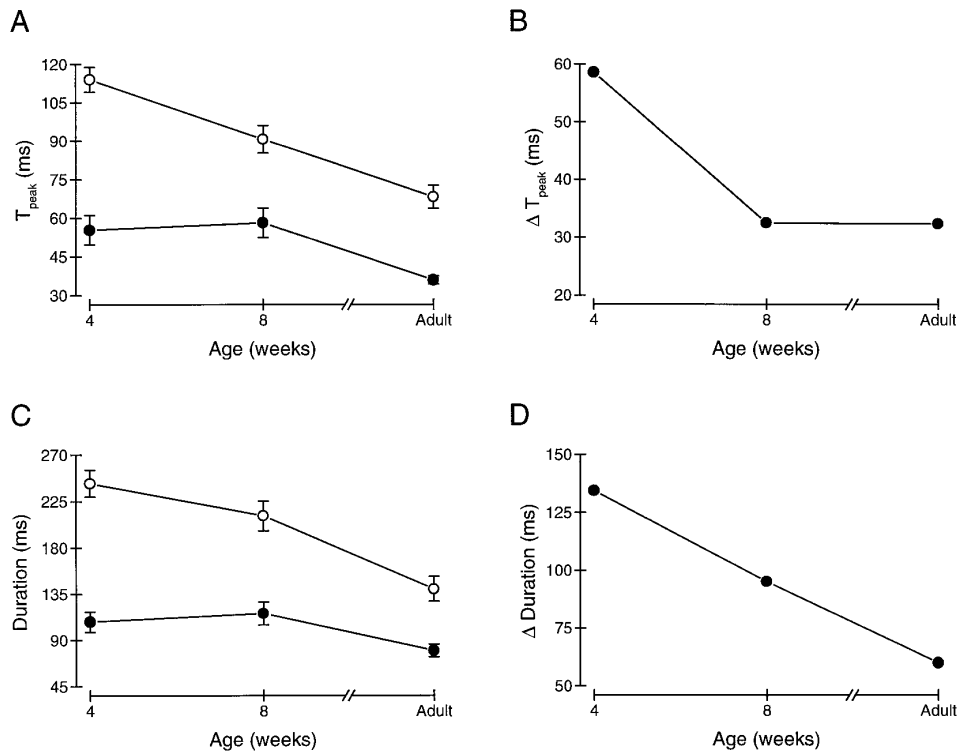 A
120
105
90
75
60
45
30
T_peak (ms)
4
8
Adult
Age (weeks)
B
60
50
40
30
20
Δ T_peak (ms)
4
8
Adult
Age (weeks)
C
270
225
180
135
90
45
Duration (ms)
4
8
Adult
Age (weeks)
D
150
125
100
75
50
Δ Duration (ms)
4
8
Adult
Age (weeks)